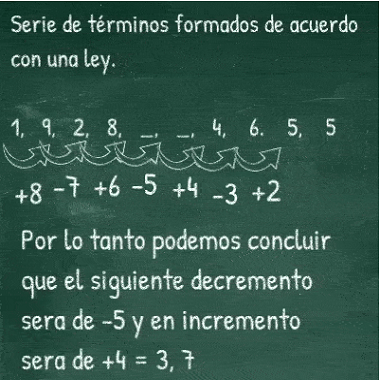 Serie de términos formados de acuerdo
con una ley.
1, 9, 2, 8, _, _, 4, 6. 5, 5
+8 -7 +6 -5 +4 -3 +2
Por lo tanto podemos concluir
que el siguiente decremento
sera de -5 y en incremento
sera de +4 = 3, 7